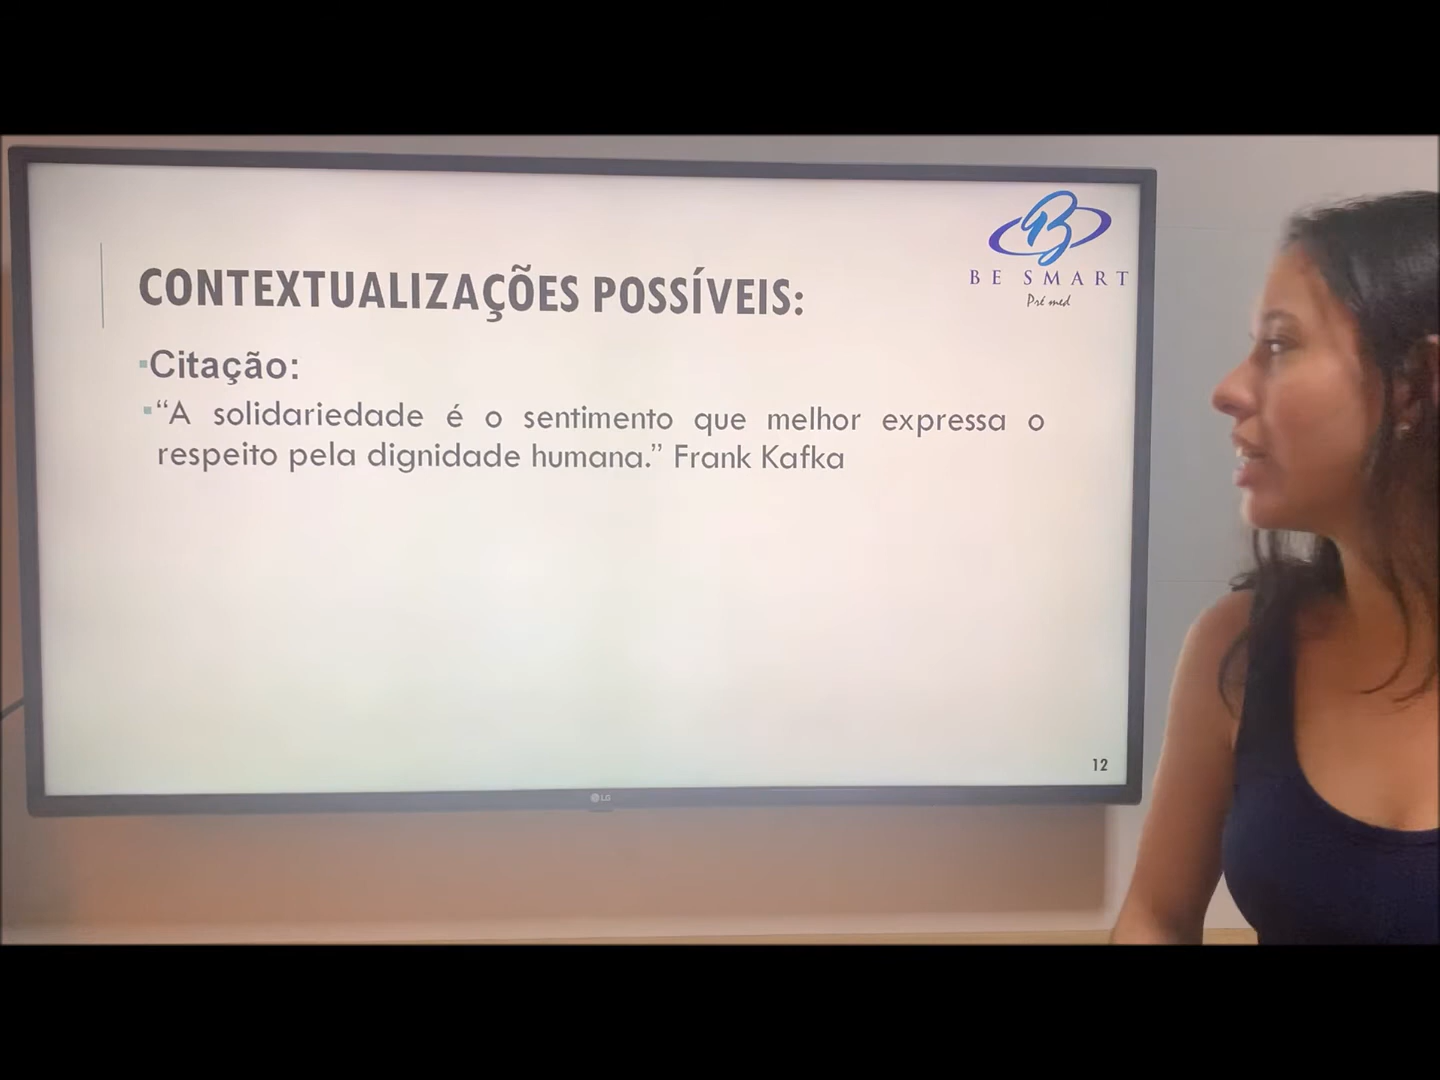 BE SMART
Pré med
CONTEXTUALIZAÇÕES POSSÍVEIS:
Citação:
“A solidariedade é o sentimento que melhor expressa o
respeito pela dignidade humana.” Frank Kafka
12
LG